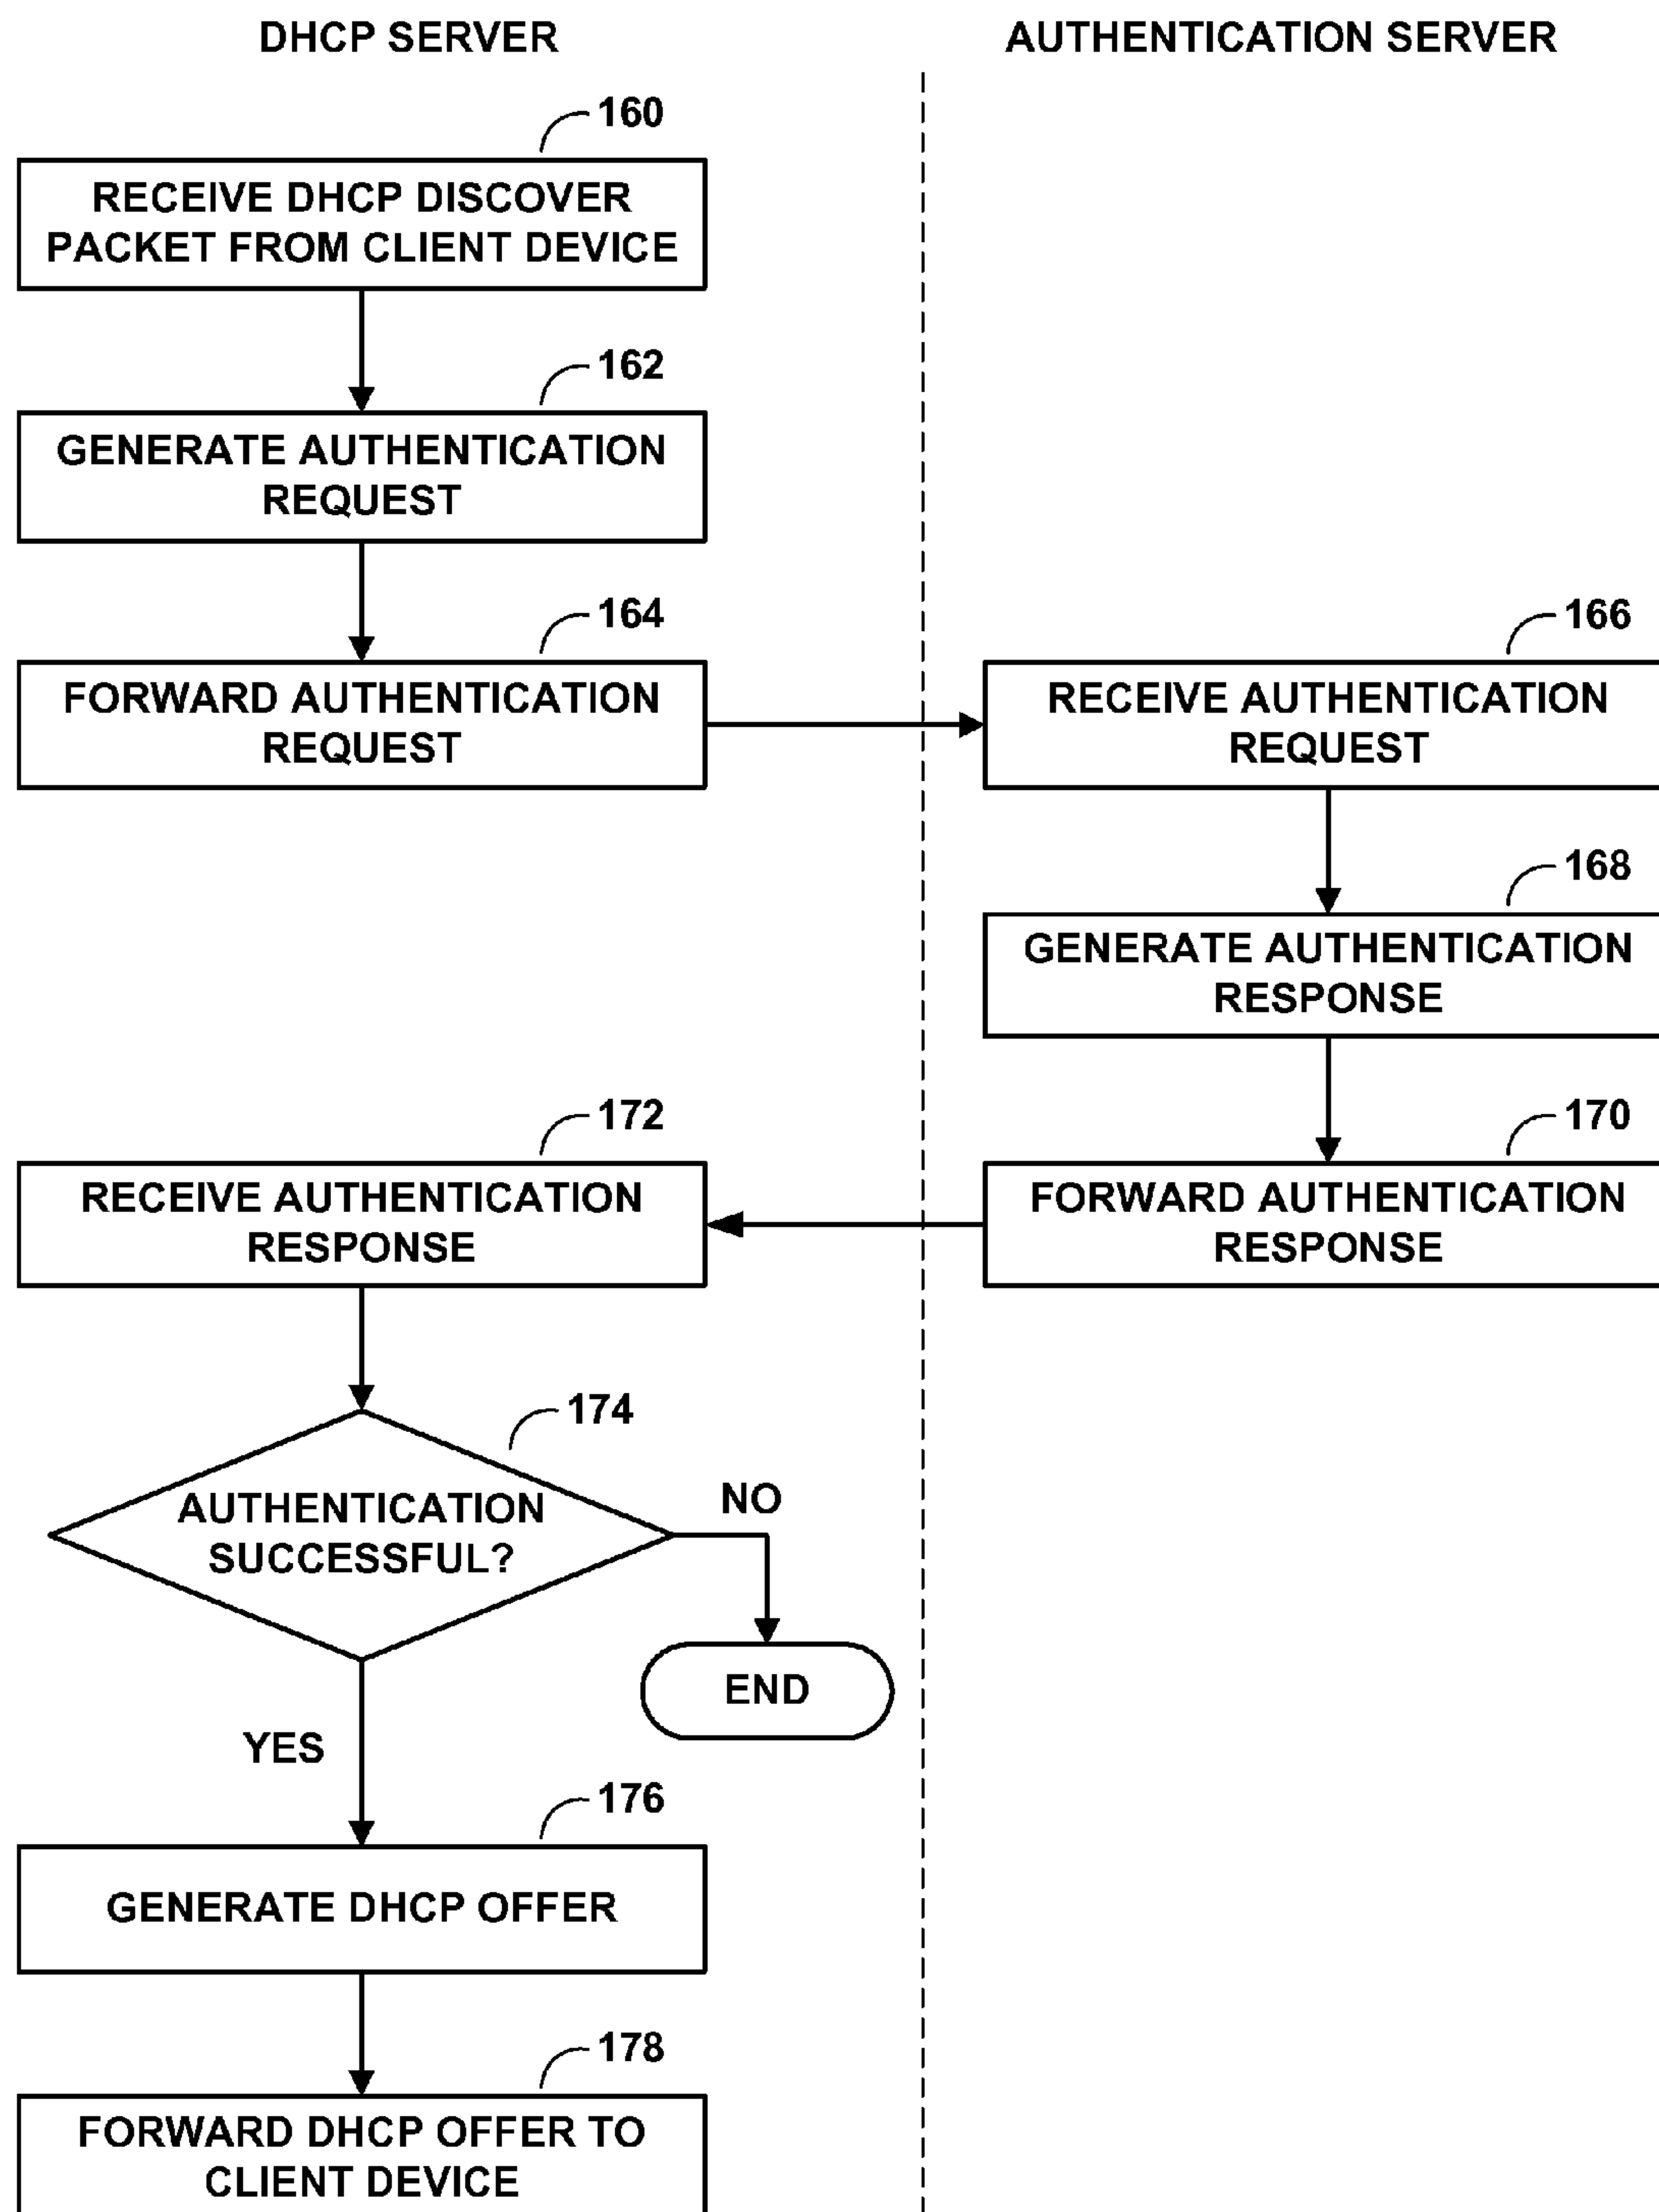 DHCP SERVER
AUTHENTICATION SERVER
160
RECEIVE DHCP DISCOVER
PACKET FROM CLIENT DEVICE
162
GENERATE AUTHENTICATION
REQUEST
164
FORWARD AUTHENTICATION
REQUEST
166
RECEIVE AUTHENTICATION
REQUEST
168
GENERATE AUTHENTICATION
RESPONSE
170
FORWARD AUTHENTICATION
RESPONSE
172
RECEIVE AUTHENTICATION
RESPONSE
174
AUTHENTICATION
SUCCESSFUL?
NO
END
YES
176
GENERATE DHCP OFFER
178
FORWARD DHCP OFFER TO
CLIENT DEVICE